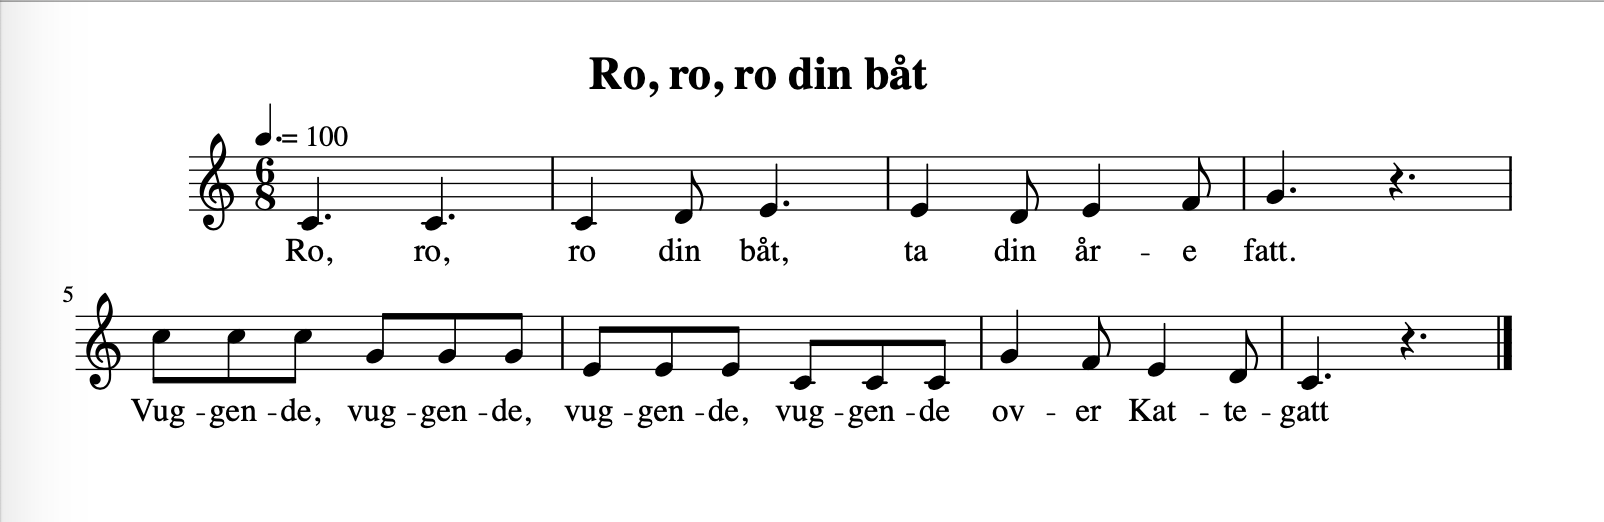 Ro, ro, ro din båt
♩. = 100
6
8
Ro, ro, ro din båt, ta din år - e fatt.
5
Vug - gen - de, vug - gen - de, vug - gen - de, vug - gen - de ov - er Kat - te - gatt